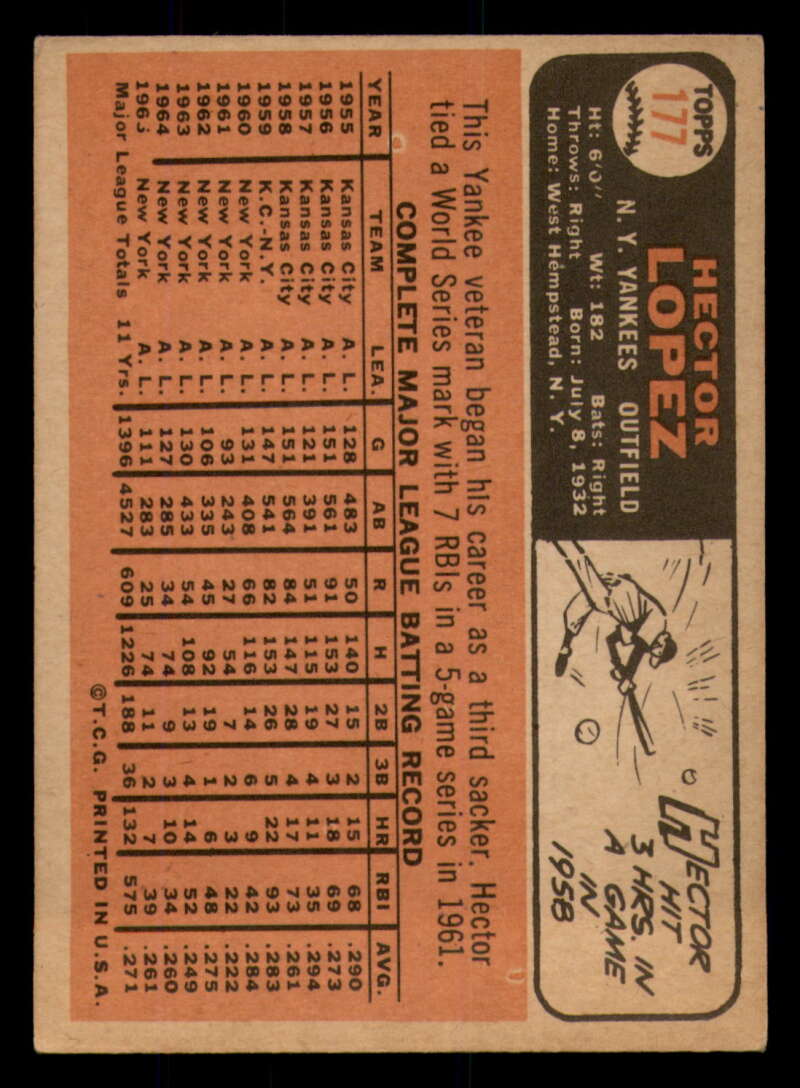 TOPPS
177
HECTOR
LOPEZ
N. Y. YANKEES OUTFIELD
Ht: 6'0" Wt: 182 Bats: Right
Throws: Right Born: July 8, 1932
Home: West Hempstead, N. Y.
HECTOR
HIT
3 HRS. IN
A GAME
IN
1958
This Yankee veteran began his career as a third sacker. Hector
tied a World Series mark with 7 RBIs in a 5-game series in 1961.
COMPLETE MAJOR LEAGUE BATTING RECORD
YEAR TEAM LEA. G AB R H 2B 3B HR RBI AVG.
1955 Kansas City A. L. 128 483 50 140 15 2 15 68 .290
1956 Kansas City A. L. 151 561 91 153 27 3 18 69 .273
1957 Kansas City A. L. 121 391 51 115 19 4 11 35 .294
1958 Kansas City A. L. 151 564 84 147 28 4 17 73 .261
1959 K.C.-N.Y. A. L. 147 541 82 153 26 5 22 93 .283
1960 New York A. L. 131 408 66 116 14 6 9 42 .284
1961 New York A. L. 93 243 27 54 7 2 3 22 .222
1962 New York A. L. 106 335 45 92 19 1 6 48 .275
1963 New York A. L. 130 433 54 108 13 4 14 52 .249
1964 New York A. L. 127 285 34 74 9 3 10 34 .260
1965 New York A. L. 111 283 25 74 11 2 7 39 .261
Major League Totals 11 Yrs. 1396 4527 609 1226 188 36 132 575 .271
©T.C.G. PRINTED IN U.S.A.